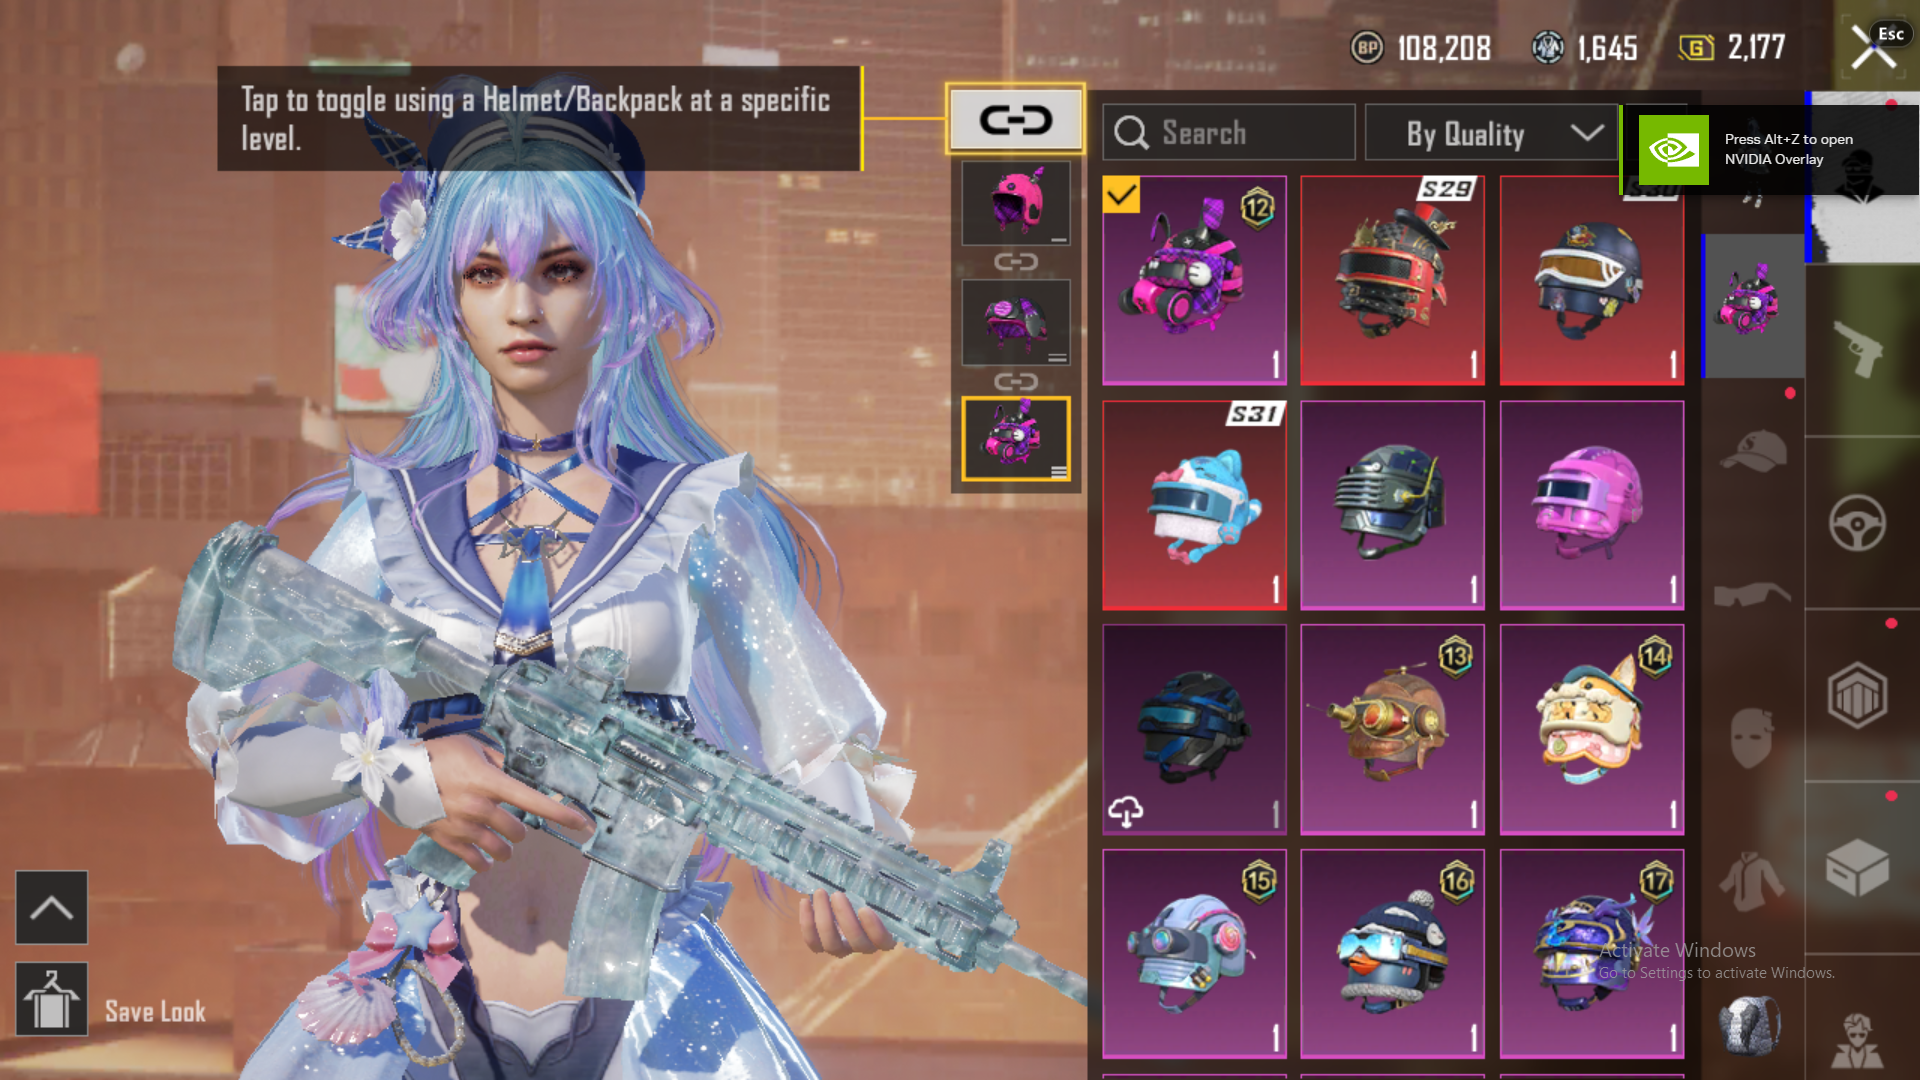 BP 108,208
1,645
G 2,177
Esc
Tap to toggle using a Helmet/Backpack at a specific
level.
Search
By Quality
Press Alt+Z to open
NVIDIA Overlay
12
1
S29
1
S30
1
S31
1
1
1
1
13
1
14
1
15
1
16
1
17
1
Activate Windows
Go to Settings to activate Windows.
Save Look